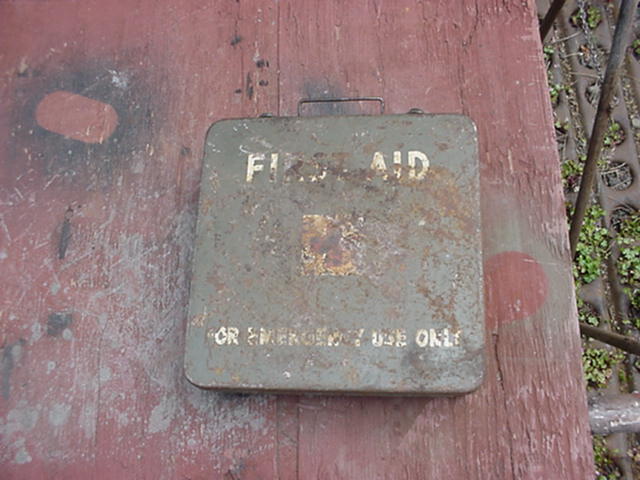 FIRST AID
FOR EMERGENCY USE ONLY